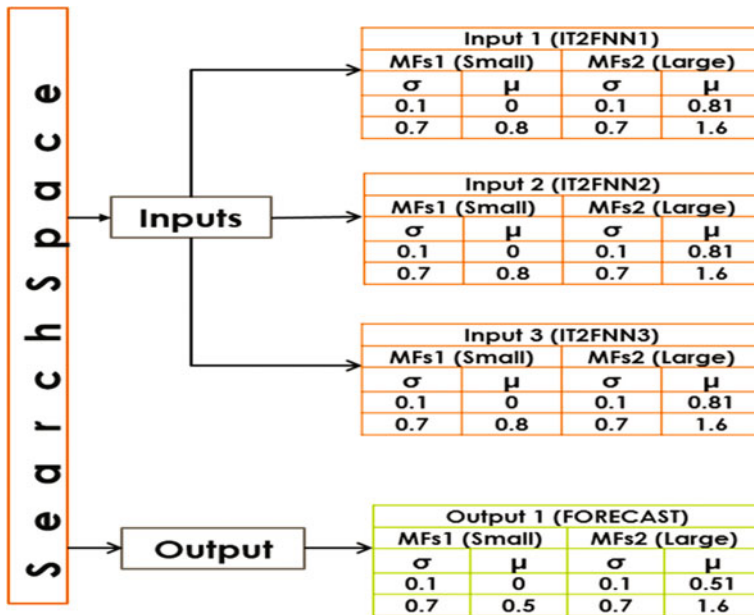 Search Space
Inputs
Input 1 (IT2FNN1)
MFs1 (Small) MFs2 (Large)
σ μ σ μ
0.1 0 0.1 0.81
0.7 0.8 0.7 1.6
Input 2 (IT2FNN2)
MFs1 (Small) MFs2 (Large)
σ μ σ μ
0.1 0 0.1 0.81
0.7 0.8 0.7 1.6
Input 3 (IT2FNN3)
MFs1 (Small) MFs2 (Large)
σ μ σ μ
0.1 0 0.1 0.81
0.7 0.8 0.7 1.6
Output
Output 1 (FORECAST)
MFs1 (Small) MFs2 (Large)
σ μ σ μ
0.1 0 0.1 0.51
0.7 0.5 0.7 1.6